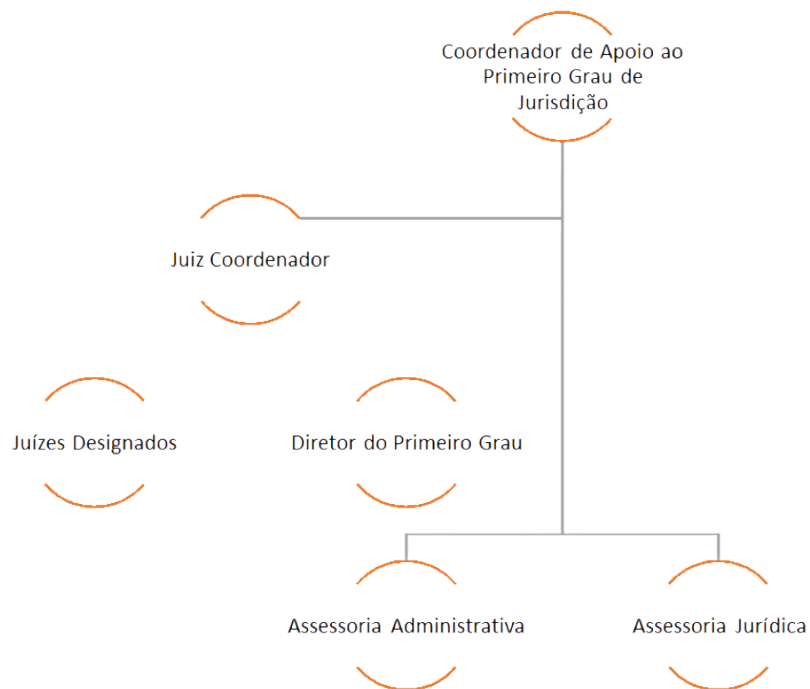 Coordenador de Apoio ao
Primeiro Grau de
Jurisdição
Juiz Coordenador
Juízes Designados
Diretor do Primeiro Grau
Assessoria Administrativa
Assessoria Jurídica